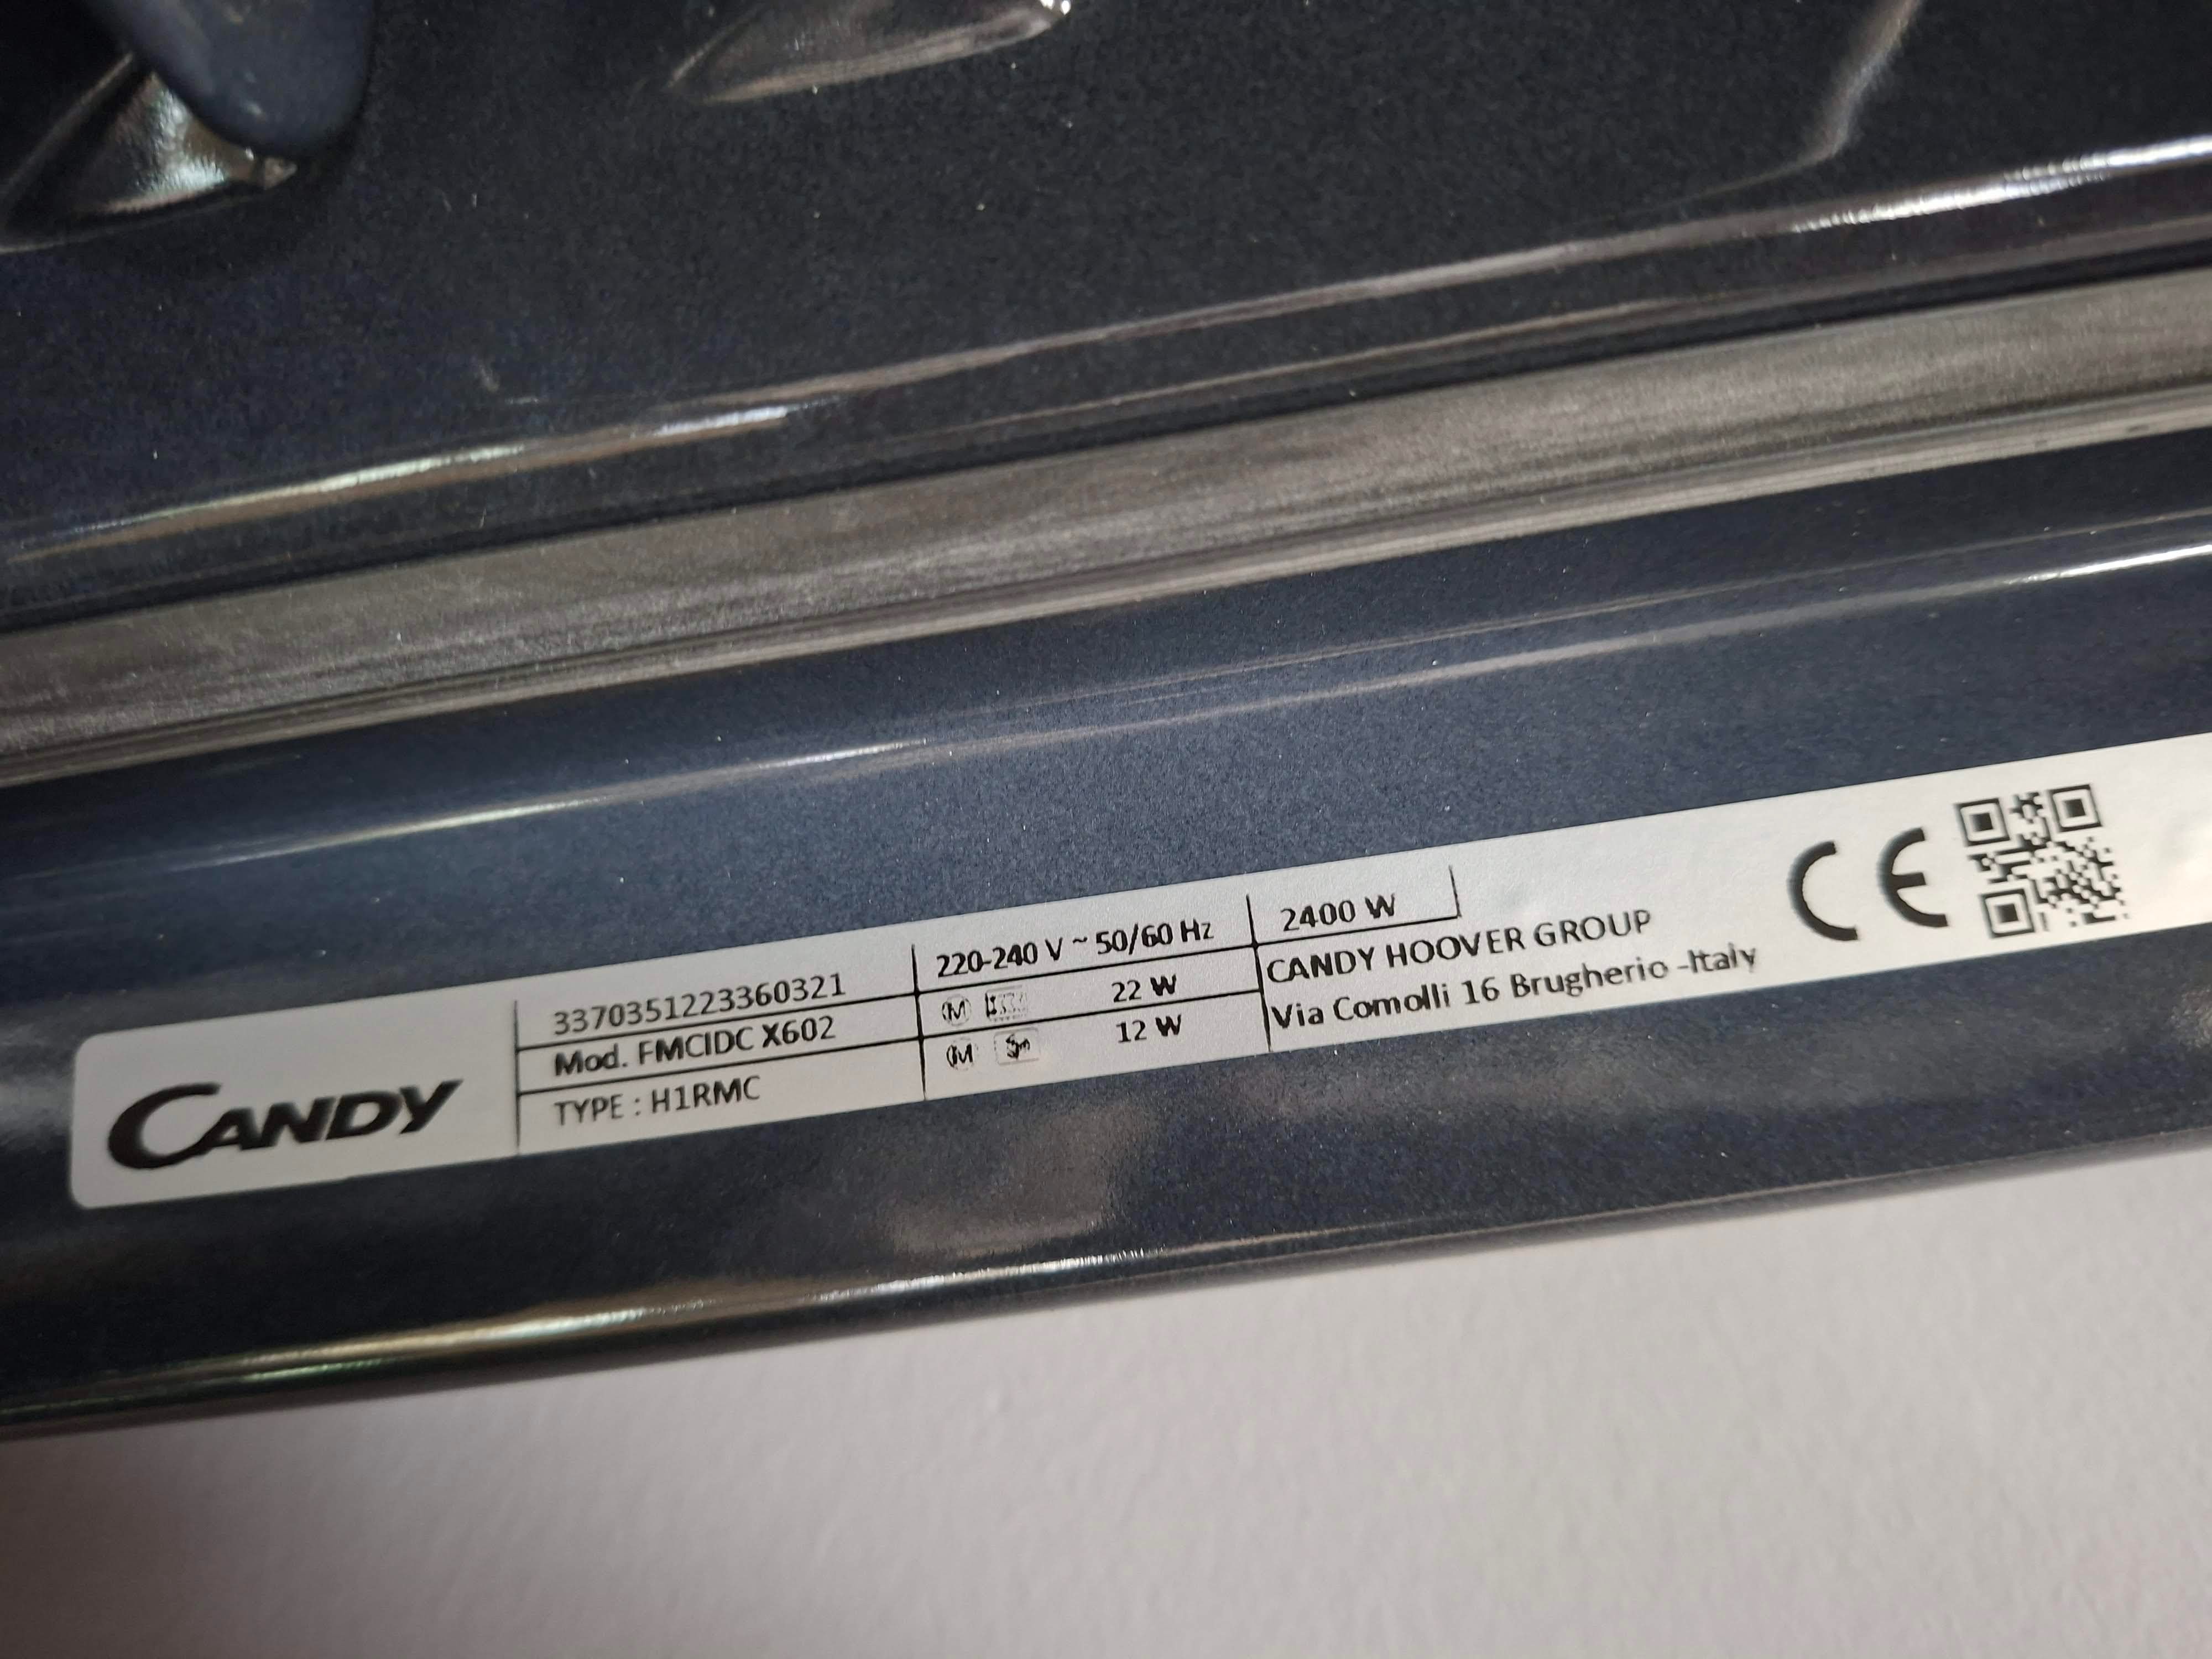 CANDY
3370351223360321
Mod. FMCIDC X602
TYPE : H1RMC
220-240 V ~ 50/60 Hz
2400 W
M 22 W
M 12 W
CANDY HOOVER GROUP
Via Comolli 16 Brugherio -Italy
CE